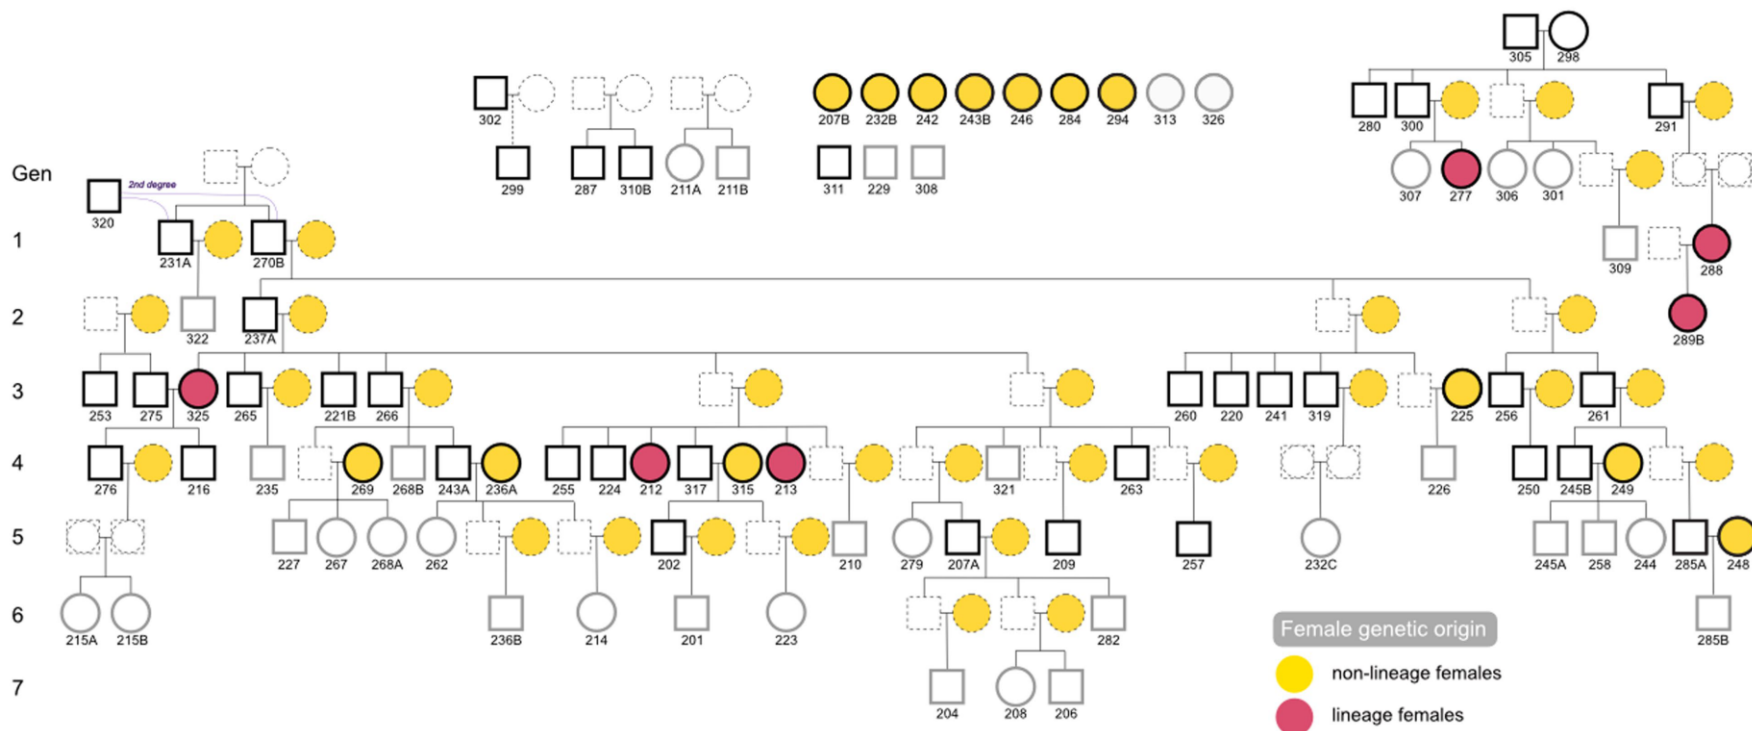 305 298
302
207B 232B 242 243B 246 284 294 313 326
280 300 291
Gen
299 287 310B 211A 211B
311 229 308
307 277 306 301
2nd degree
320
1
231A 270B
309 288
2
322 237A
289B
3
253 275 325 265 221B 266
260 220 241 319 225 256 261
4
276 216 235 269 268B 243A 236A 255 224 212 317 315 213 321 263 226 250 245B 249
5
227 267 268A 262 202 210 279 207A 209 257 232C 245A 258 244 285A 248
6
215A 215B 236B 214 201 223 282 285B
Female genetic origin
non-lineage females
7
204 208 206
lineage females